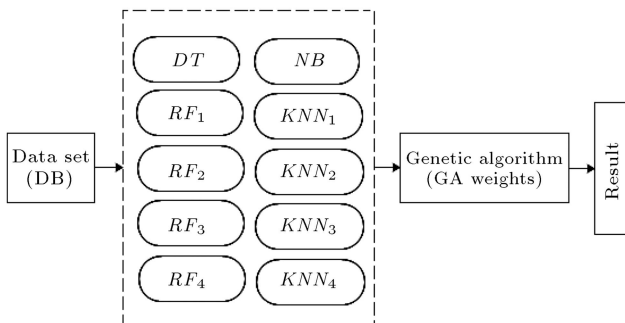 DT
NB
RF₁
KNN₁
Data set
(DB)
RF₂
KNN₂
Genetic algorithm
(GA weights)
Result
RF₃
KNN₃
RF₄
KNN₄